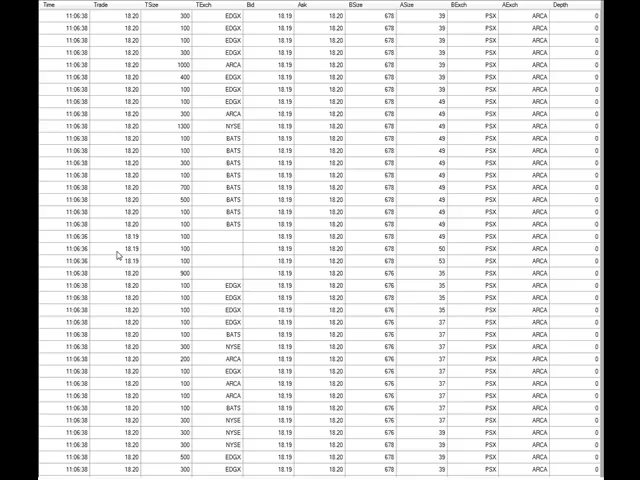 Time Trade TSize TExch Bid Ask BSize ASize BExch AExch Depth
11:06:38 18.20 300 EDGX 18.19 18.20 678 39 PSX ARCA 0
11:06:38 18.20 100 EDGX 18.19 18.20 678 39 PSX ARCA 0
11:06:38 18.20 100 EDGX 18.19 18.20 678 39 PSX ARCA 0
11:06:38 18.20 300 EDGX 18.19 18.20 678 39 PSX ARCA 0
11:06:38 18.20 1000 ARCA 18.19 18.20 678 39 PSX ARCA 0
11:06:38 18.20 400 EDGX 18.19 18.20 678 39 PSX ARCA 0
11:06:38 18.20 100 EDGX 18.19 18.20 678 39 PSX ARCA 0
11:06:38 18.20 100 EDGX 18.19 18.20 678 49 PSX ARCA 0
11:06:38 18.20 300 ARCA 18.19 18.20 678 49 PSX ARCA 0
11:06:38 18.20 1300 NYSE 18.19 18.20 678 49 PSX ARCA 0
11:06:38 18.20 100 BATS 18.19 18.20 678 49 PSX ARCA 0
11:06:38 18.20 100 BATS 18.19 18.20 678 49 PSX ARCA 0
11:06:38 18.20 300 BATS 18.19 18.20 678 49 PSX ARCA 0
11:06:38 18.20 100 BATS 18.19 18.20 678 49 PSX ARCA 0
11:06:38 18.20 700 BATS 18.19 18.20 678 49 PSX ARCA 0
11:06:38 18.20 500 BATS 18.19 18.20 678 49 PSX ARCA 0
11:06:38 18.20 100 BATS 18.19 18.20 678 49 PSX ARCA 0
11:06:38 18.20 100 BATS 18.19 18.20 678 49 PSX ARCA 0
11:06:36 18.19 100 18.19 18.20 678 49 PSX ARCA 0
11:06:36 18.19 100 18.19 18.20 678 50 PSX ARCA 0
11:06:36 18.19 100 18.19 18.20 678 53 PSX ARCA 0
11:06:38 18.20 900 18.19 18.20 676 35 PSX ARCA 0
11:06:38 18.20 100 EDGX 18.19 18.20 678 35 PSX ARCA 0
11:06:38 18.20 100 EDGX 18.19 18.20 678 35 PSX ARCA 0
11:06:38 18.20 100 EDGX 18.19 18.20 678 35 PSX ARCA 0
11:06:38 18.20 100 EDGX 18.19 18.20 676 37 PSX ARCA 0
11:06:38 18.20 100 BATS 18.19 18.20 676 37 PSX ARCA 0
11:06:38 18.20 300 NYSE 18.19 18.20 676 37 PSX ARCA 0
11:06:38 18.20 200 ARCA 18.19 18.20 676 37 PSX ARCA 0
11:06:38 18.20 100 EDGX 18.19 18.20 676 37 PSX ARCA 0
11:06:38 18.20 100 ARCA 18.19 18.20 676 37 PSX ARCA 0
11:06:38 18.20 100 ARCA 18.19 18.20 676 37 PSX ARCA 0
11:06:38 18.20 100 BATS 18.19 18.20 676 37 PSX ARCA 0
11:06:38 18.20 300 NYSE 18.19 18.20 676 37 PSX ARCA 0
11:06:38 18.20 300 NYSE 18.19 18.20 676 39 PSX ARCA 0
11:06:38 18.20 300 NYSE 18.19 18.20 678 39 PSX ARCA 0
11:06:38 18.20 500 EDGX 18.19 18.20 678 39 PSX ARCA 0
11:06:38 18.20 300 EDGX 18.19 18.20 678 39 PSX ARCA 0